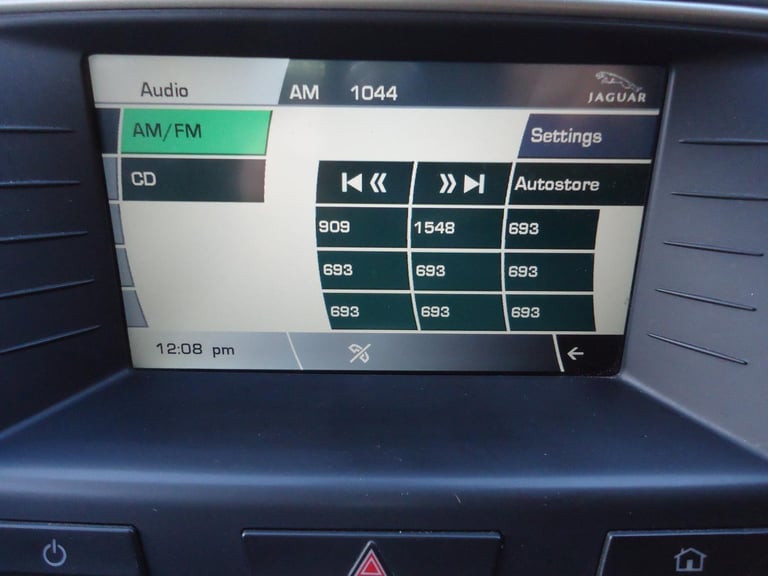 Audio AM 1044 JAGUAR
AM/FM Settings
CD Autostore
909 1548 693
693 693 693
693 693 693
12:08 pm